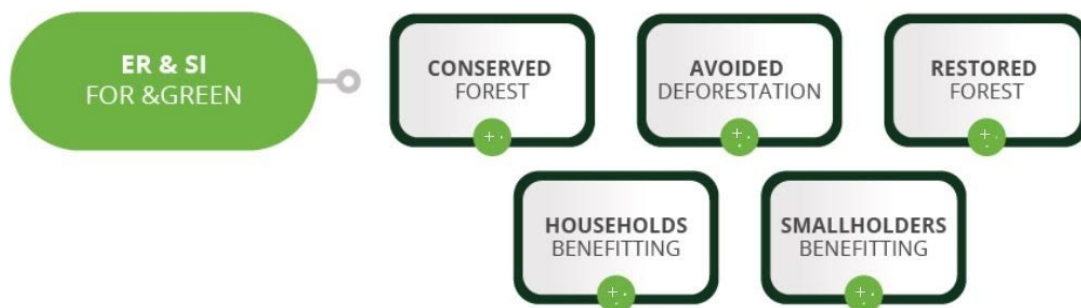 ER & SI
FOR &GREEN
CONSERVED
FOREST
AVOIDED
DEFORESTATION
RESTORED
FOREST
HOUSEHOLDS
BENEFITTING
SMALLHOLDERS
BENEFITTING